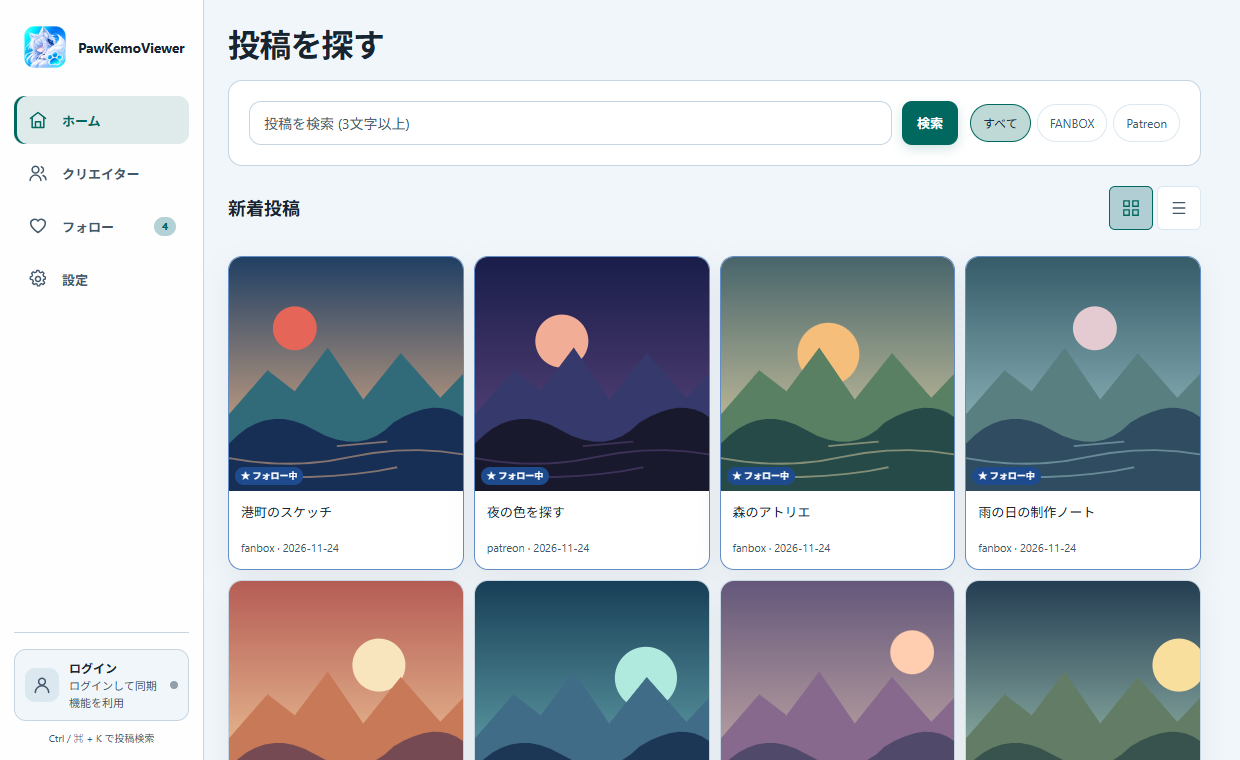 PawKemoViewer
ホーム
クリエイター
フォロー 4
設定
ログイン
ログインして同期
機能を利用
Ctrl / ⌘ + K で投稿検索
投稿を探す
投稿を検索 (3文字以上)
検索
すべて
FANBOX
Patreon
新着投稿
★ フォロー中
港町のスケッチ
fanbox · 2026-11-24
★ フォロー中
夜の色を探す
patreon · 2026-11-24
★ フォロー中
森のアトリエ
fanbox · 2026-11-24
★ フォロー中
雨の日の制作ノート
fanbox · 2026-11-24